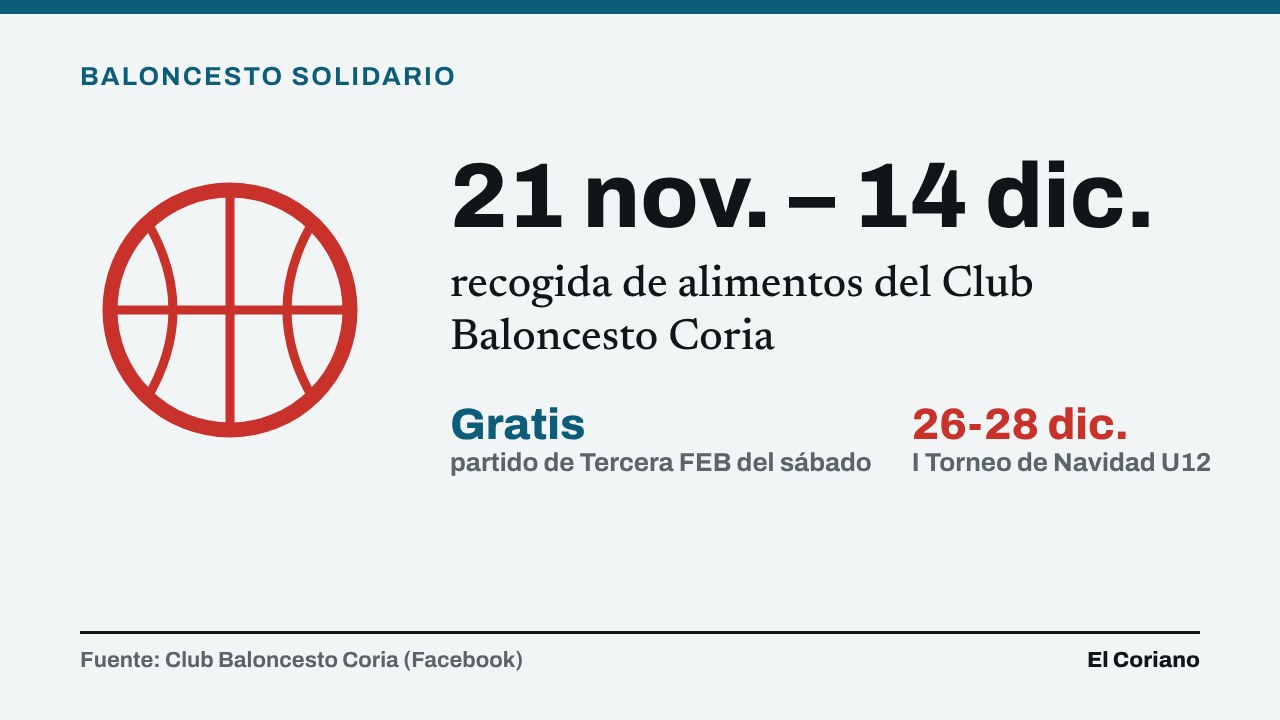 BALONCESTO SOLIDARIO
21 nov. – 14 dic.
recogida de alimentos del Club
Baloncesto Coria
Gratis
partido de Tercera FEB del sábado
26-28 dic.
I Torneo de Navidad U12
Fuente: Club Baloncesto Coria (Facebook)
El Coriano